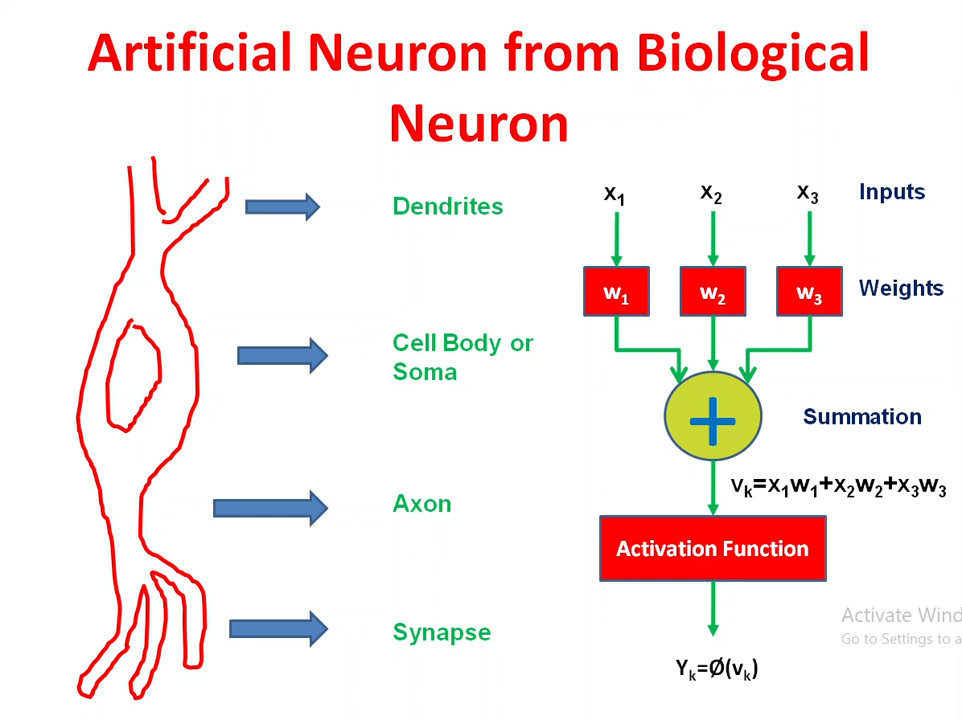 Artificial Neuron from Biological
Neuron
Dendrites
Cell Body or
Soma
Axon
Synapse
x₁ x₂ x₃ Inputs
w₁ w₂ w₃ Weights
+
Summation
vₖ=x₁w₁+x₂w₂+x₃w₃
Activation Function
Yₖ=Ø(vₖ)
Activate Wind
Go to Settings to a